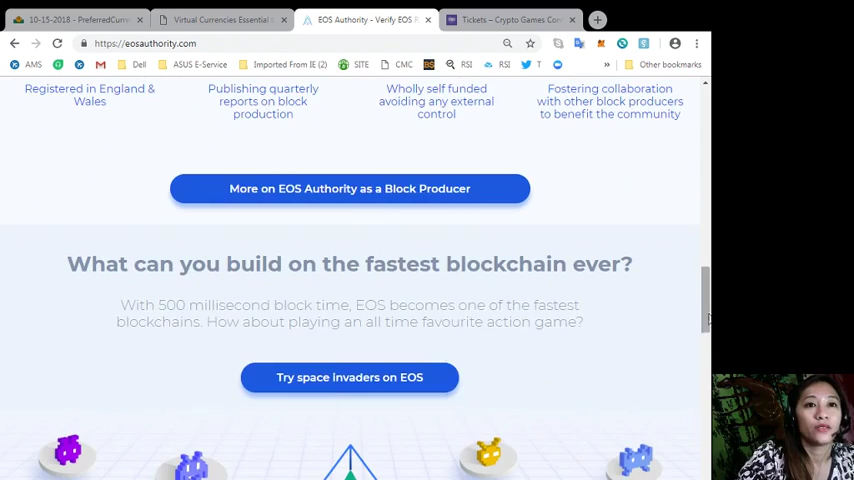 10-15-2018 - PreferredCurre
Virtual Currencies Essential
EOS Authority - Verify EOS R
Tickets – Crypto Games Con
https://eosauthority.com
AMS
Dell
ASUS E-Service
Imported From IE (2)
SITE
CMC
BS
RSI
RSI
T
»
Other bookmarks
Registered in England &
Wales
Publishing quarterly
reports on block
production
Wholly self funded
avoiding any external
control
Fostering collaboration
with other block producers
to benefit the community
More on EOS Authority as a Block Producer
What can you build on the fastest blockchain ever?
With 500 millisecond block time, EOS becomes one of the fastest
blockchains. How about playing an all time favourite action game?
Try space invaders on EOS